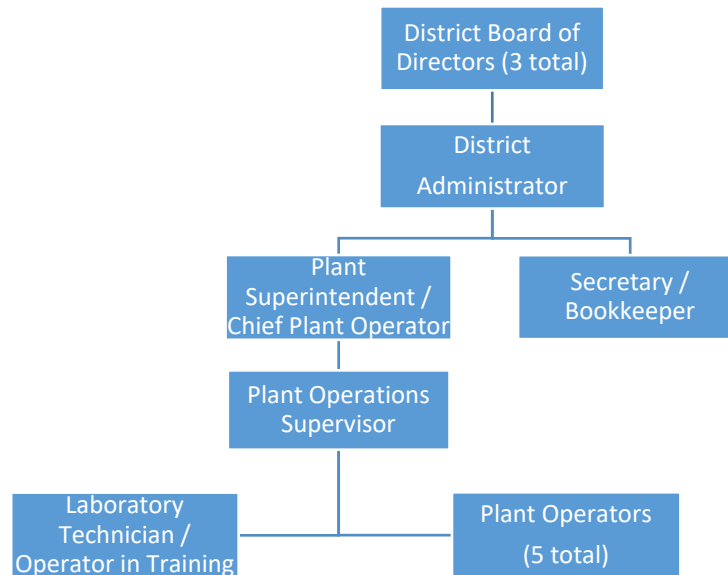 District Board of
Directors (3 total)
District
Administrator
Plant
Superintendent /
Chief Plant Operator
Secretary /
Bookkeeper
Plant Operations
Supervisor
Laboratory
Technician /
Operator in Training
Plant Operators
(5 total)